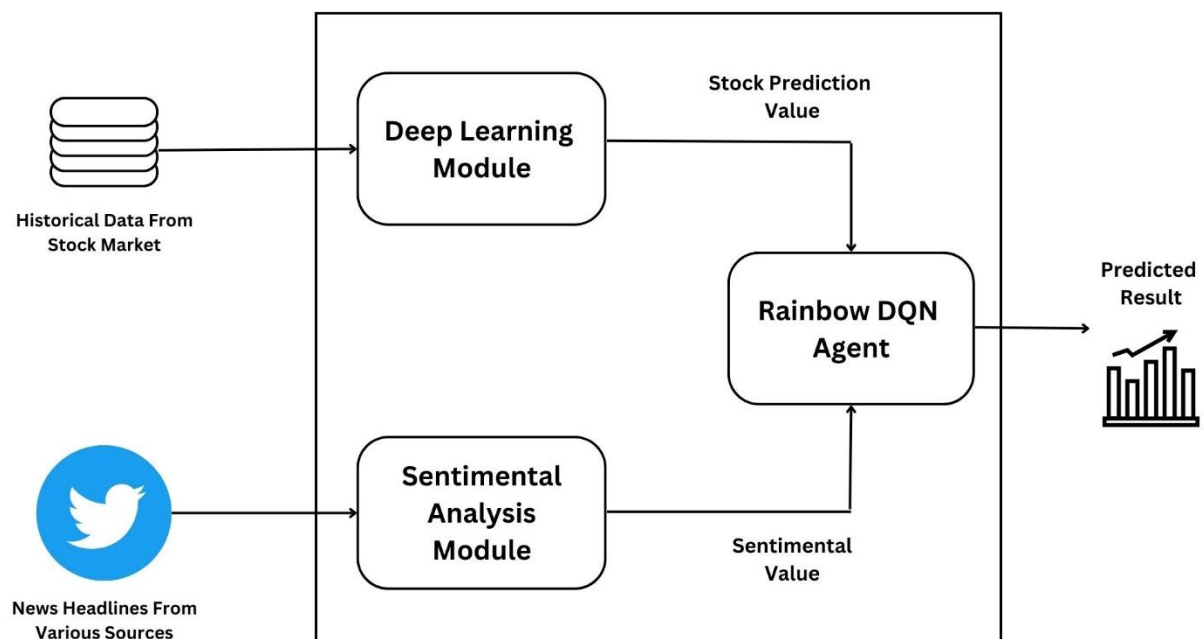 Historical Data From
Stock Market
Deep Learning
Module
Stock Prediction
Value
Rainbow DQN
Agent
Predicted
Result
News Headlines From
Various Sources
Sentimental
Analysis
Module
Sentimental
Value